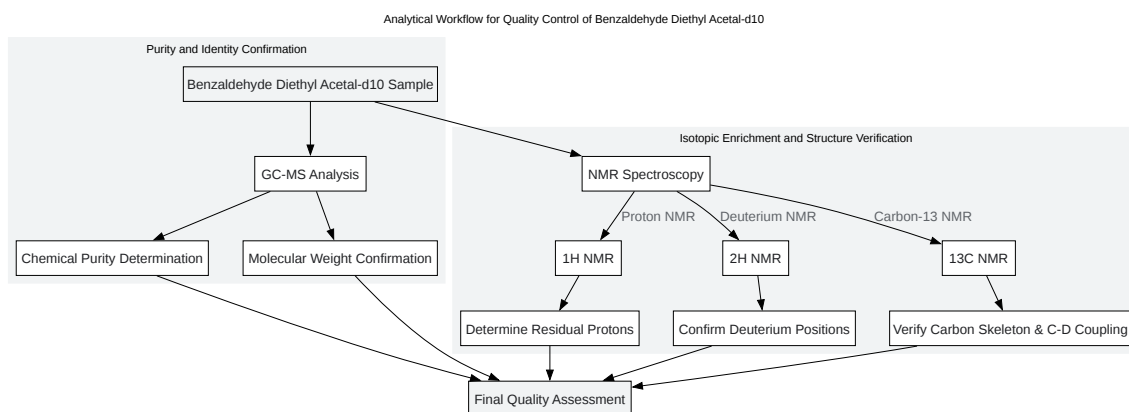 Analytical Workflow for Quality Control of Benzaldehyde Diethyl Acetal-d10
Purity and Identity Confirmation
Benzaldehyde Diethyl Acetal-d10 Sample
Isotopic Enrichment and Structure Verification
GC-MS Analysis
NMR Spectroscopy
Proton NMR
Deuterium NMR
Carbon-13 NMR
Chemical Purity Determination
Molecular Weight Confirmation
1H NMR
2H NMR
13C NMR
Determine Residual Protons
Confirm Deuterium Positions
Verify Carbon Skeleton & C-D Coupling
Final Quality Assessment